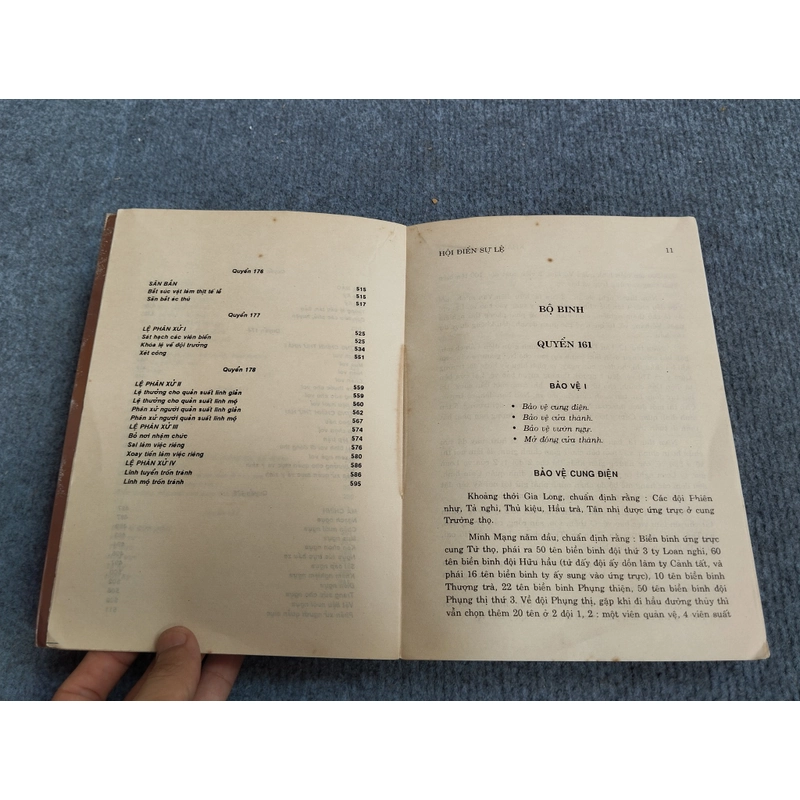 Quyển 176
SĂN BẮN
Bắt súc vật làm thịt tế lễ 515
Săn bắt ác thú 515
517
Quyển 177
LỆ PHÂN XỬ I
Sát hạch các viên biền 525
Khóa lệ về đội trưởng 525
Xét công 534
551
Quyển 178
LỆ PHÂN XỬ II 559
Lệ thưởng cho quản suất lính giản 559
Lệ thưởng cho quản suất lính mộ 560
Phân xử người quản suất lính giản 562
Phân xử người quản suất lính mộ 567
LỆ PHÂN XỬ III 574
Bỏ nơi nhậm chức 574
Sai làm việc riêng 576
Xoay tiền làm việc riêng 580
LỆ PHÂN XỬ IV 586
Lính tuyển trốn tránh 586
Lính mộ trốn tránh 595
HỘI ĐIỂN SỰ LỆ 11
BỘ BINH
QUYỂN 161
BẢO VỆ I
• Bảo vệ cung điện.
• Bảo vệ cửa thành.
• Bảo vệ vườn ngự.
• Mở đóng cửa thành.
BẢO VỆ CUNG ĐIỆN
Khoảng thời Gia Long, chuẩn định rằng : Các đội Phiên
như, Tả nghi, Thủ kiệu, Hầu trà, Tân nhị được ứng trực ở cung
Trường thọ.
Minh Mạng năm đầu, chuẩn định rằng : Biền binh ứng trực
cung Từ thọ, phái ra 50 tên biền binh đội thứ 3 ty Loan nghi, 60
tên biền binh đội Hữu hầu (từ đấy đội ấy dồn làm ty Cảnh tất, và
phái 16 tên biền binh ty ấy sung vào ứng trực), 10 tên biền binh
Thượng trà, 22 tên biền binh Phụng thiện, 50 tên biền binh đội
Phụng thị thứ 3. Về đội Phụng thị, gặp khi đi hầu đường thủy thì
vẫn chọn thêm 20 tên ở 2 đội 1, 2 : một viên quản vệ, 4 viên suất